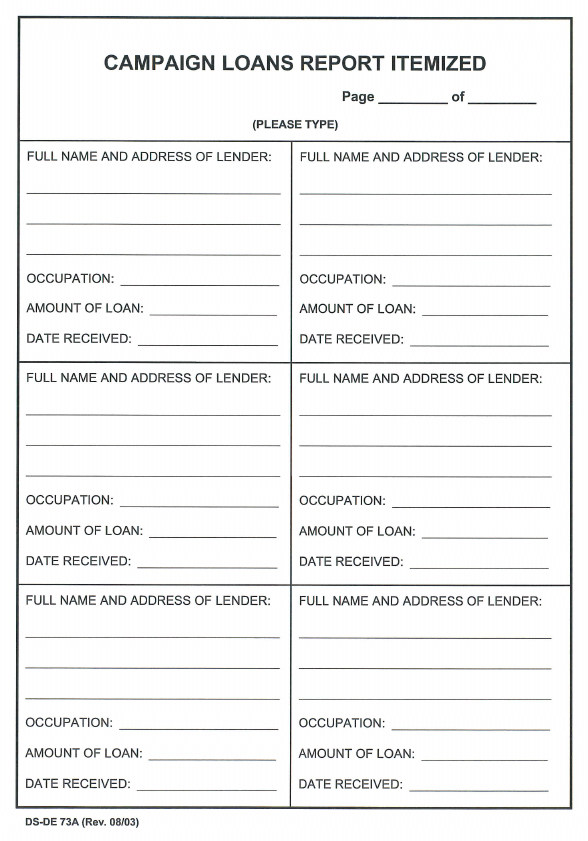 CAMPAIGN LOANS REPORT ITEMIZED
Page ________ of ________
(PLEASE TYPE)
FULL NAME AND ADDRESS OF LENDER:
OCCUPATION:
AMOUNT OF LOAN:
DATE RECEIVED:
FULL NAME AND ADDRESS OF LENDER:
OCCUPATION:
AMOUNT OF LOAN:
DATE RECEIVED:
FULL NAME AND ADDRESS OF LENDER:
OCCUPATION:
AMOUNT OF LOAN:
DATE RECEIVED:
FULL NAME AND ADDRESS OF LENDER:
OCCUPATION:
AMOUNT OF LOAN:
DATE RECEIVED:
FULL NAME AND ADDRESS OF LENDER:
OCCUPATION:
AMOUNT OF LOAN:
DATE RECEIVED:
FULL NAME AND ADDRESS OF LENDER:
OCCUPATION:
AMOUNT OF LOAN:
DATE RECEIVED:
DS-DE 73A (Rev. 08/03)